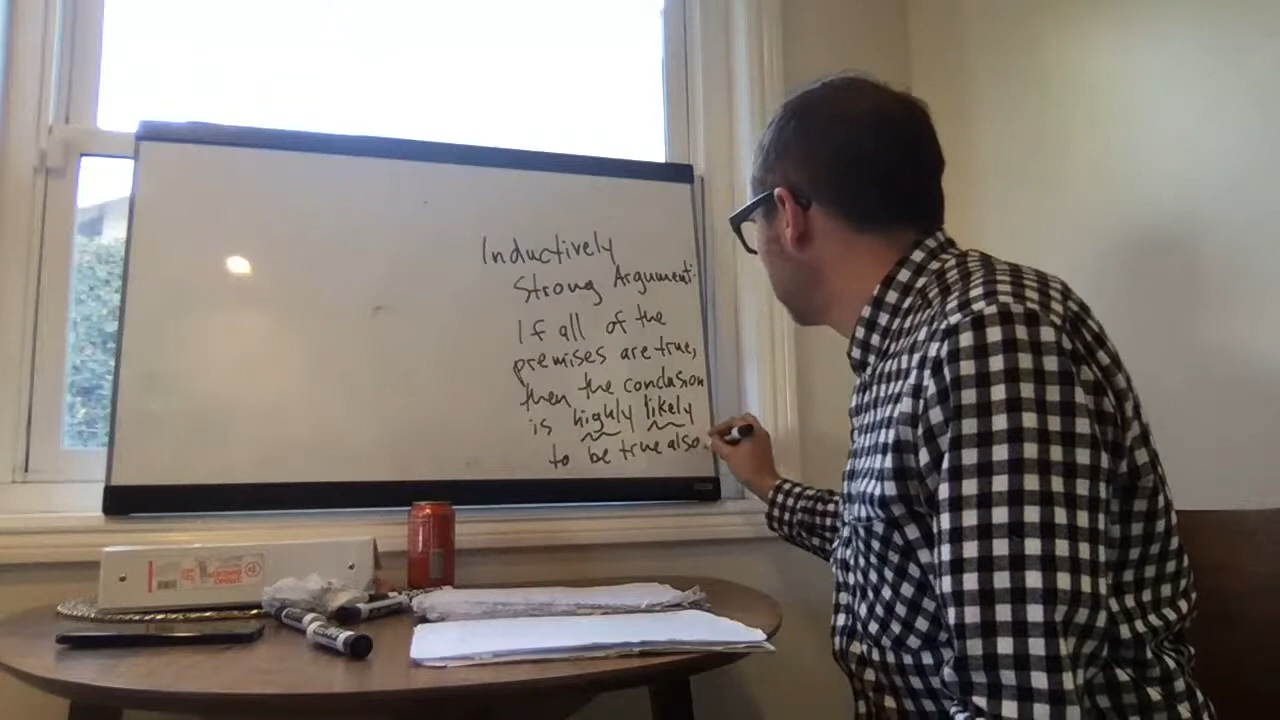 Inductively
Strong Argument:
If all of the
premises are true,
then the conclusion
is highly likely
to be true also.